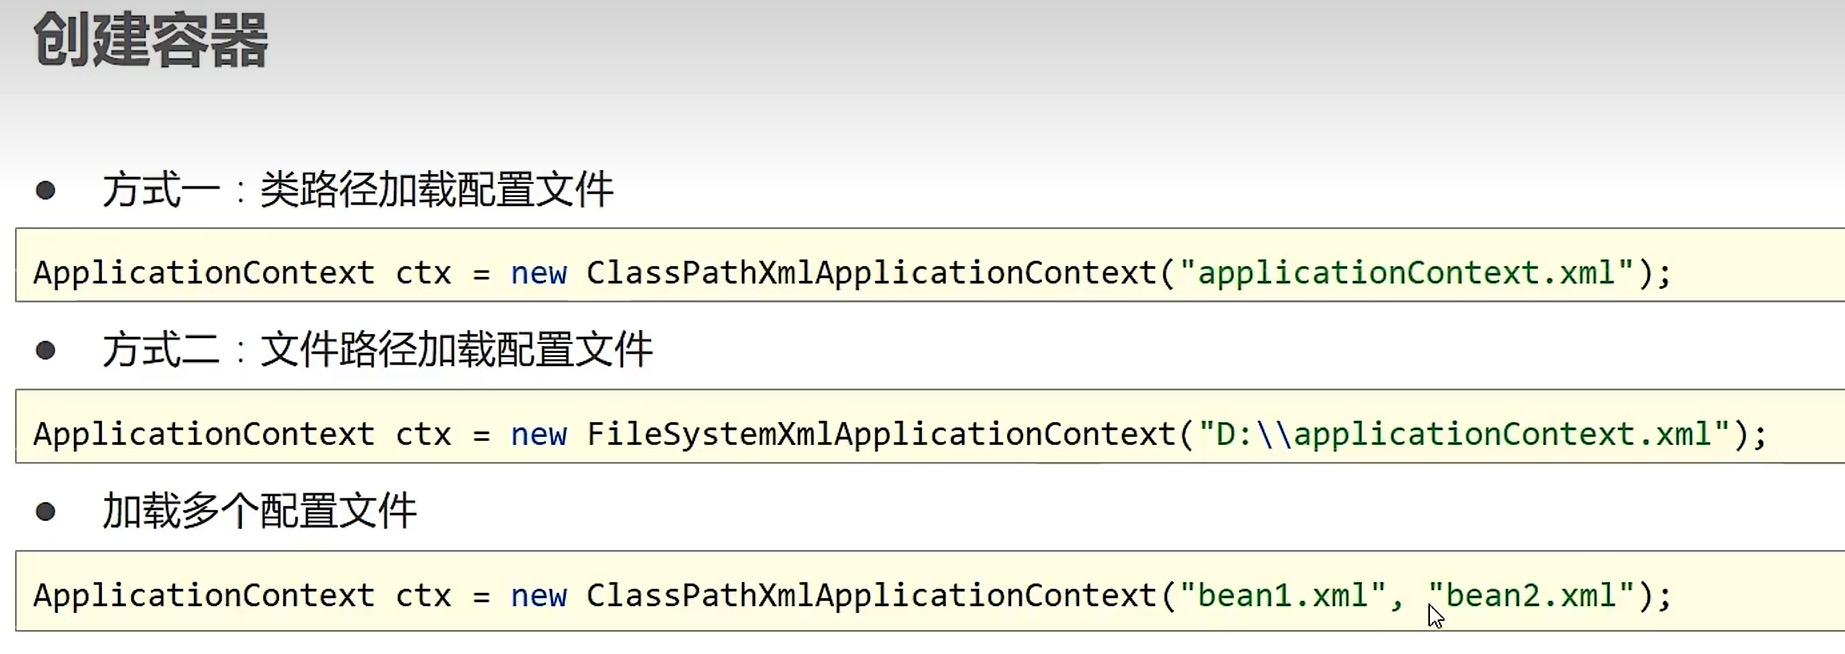 创建容器
● 方式一：类路径加载配置文件
ApplicationContext ctx = new ClassPathXmlApplicationContext("applicationContext.xml");
● 方式二：文件路径加载配置文件
ApplicationContext ctx = new FileSystemXmlApplicationContext("D:\\applicationContext.xml");
● 加载多个配置文件
ApplicationContext ctx = new ClassPathXmlApplicationContext("bean1.xml", "bean2.xml");